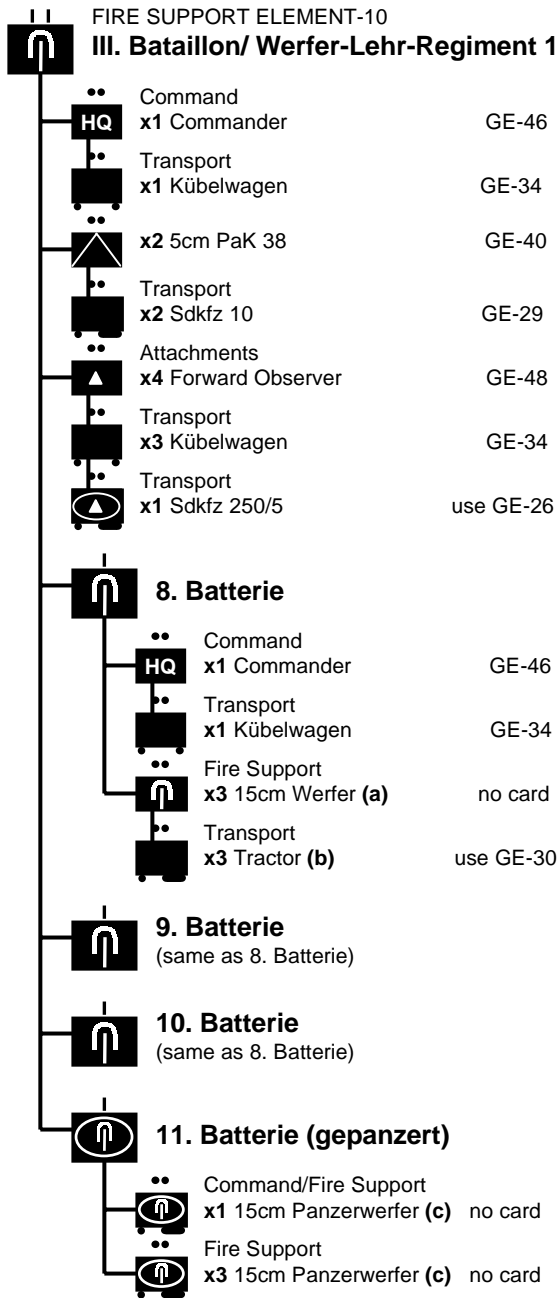 FIRE SUPPORT ELEMENT-10
III. Bataillon/ Werfer-Lehr-Regiment 1
Command
HQ x1 Commander GE-46
Transport
x1 Kübelwagen GE-34
x2 5cm PaK 38 GE-40
Transport
x2 Sdkfz 10 GE-29
Attachments
x4 Forward Observer GE-48
Transport
x3 Kübelwagen GE-34
Transport
x1 Sdkfz 250/5 use GE-26
8. Batterie
Command
HQ x1 Commander GE-46
Transport
x1 Kübelwagen GE-34
Fire Support
x3 15cm Werfer (a) no card
Transport
x3 Tractor (b) use GE-30
9. Batterie
(same as 8. Batterie)
10. Batterie
(same as 8. Batterie)
11. Batterie (gepanzert)
Command/Fire Support
x1 15cm Panzerwerfer (c) no card
Fire Support
x3 15cm Panzerwerfer (c) no card